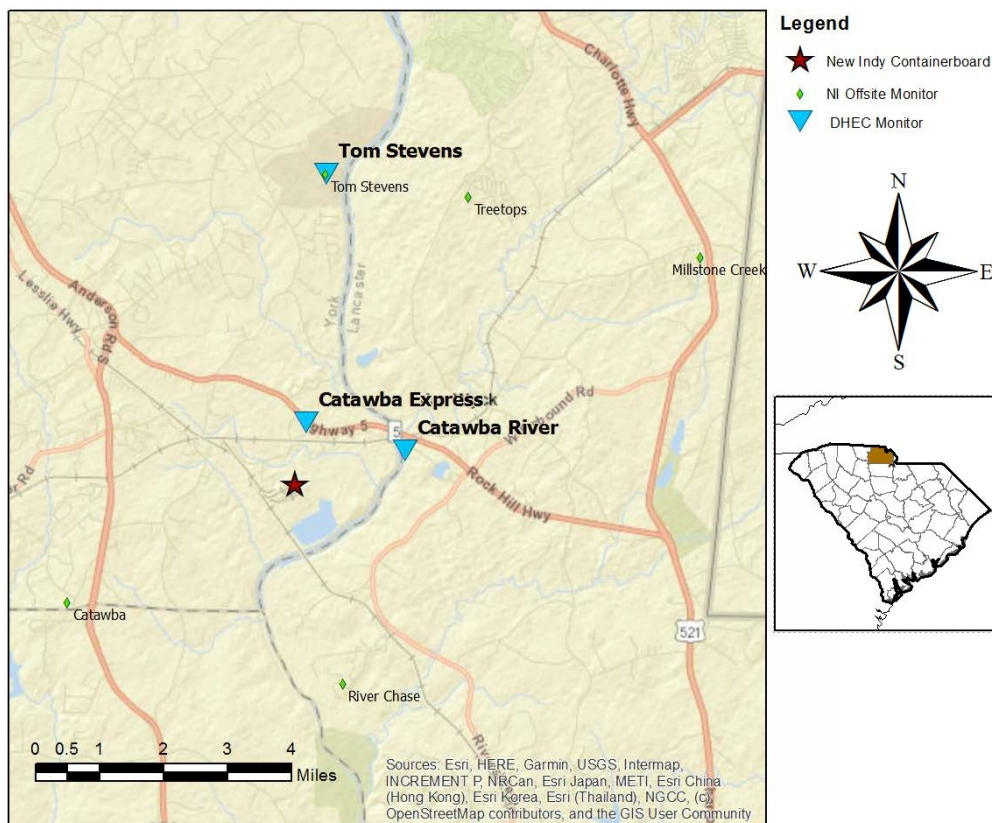 Legend
New Indy Containerboard
NI Offsite Monitor
DHEC Monitor
N
W
E
S
Charlotte Hwy
Tom Stevens
Tom Stevens
Treetops
Millstone Creek
York
Lancaster
Lesslie Hwy
Anderson Rd S
Catawba Express
Highway 5
5
Catawba River
Rock Hill Hwy
Catawba
River Chase
521
0 0.5 1 2 3 4
Miles
Sources: Esri, HERE, Garmin, USGS, Intermap,
INCREMENT P, NRCan, Esri Japan, METI, Esri China
(Hong Kong), Esri Korea, Esri (Thailand), NGCC, (c)
OpenStreetMap contributors, and the GIS User Community